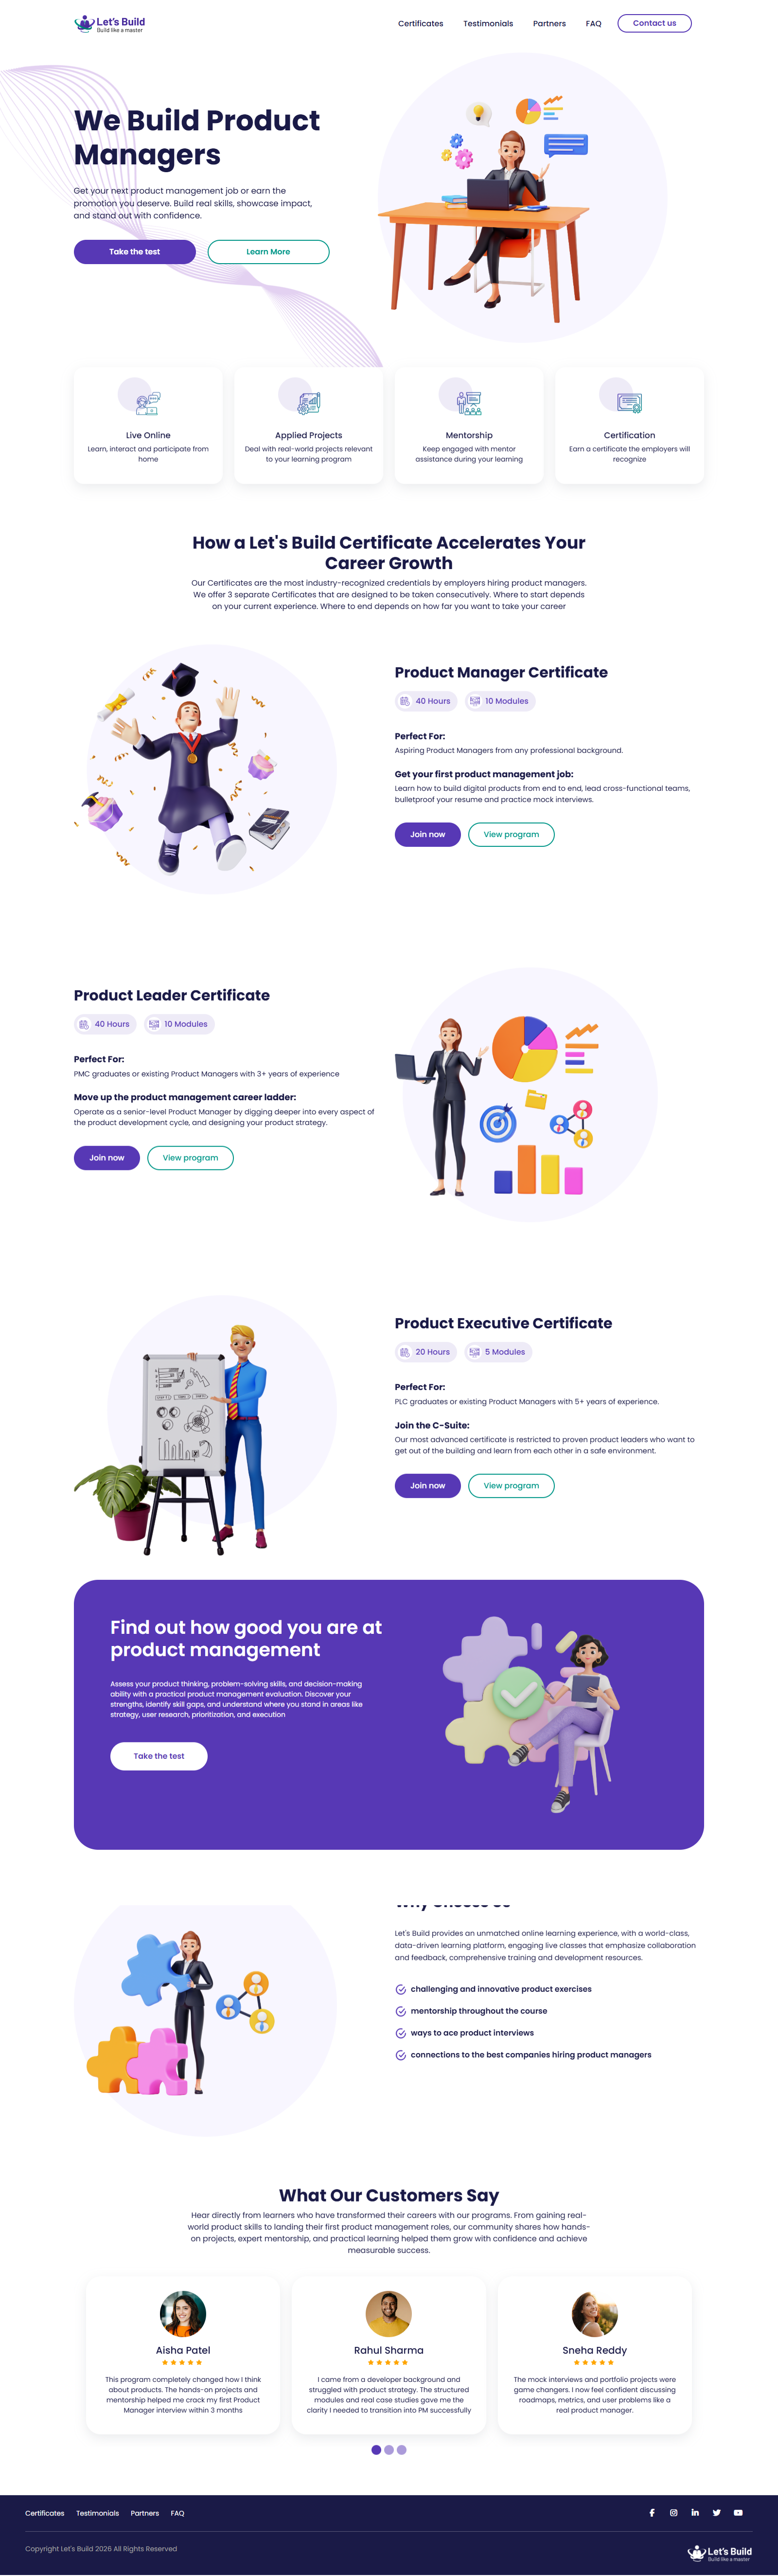 Let's Build
Build like a master
Certificates
Testimonials
Partners
FAQ
Contact us
We Build Product
Managers
Get your next product management job or earn the
promotion you deserve. Build real skills, showcase impact,
and stand out with confidence.
Take the test
Learn More
Live Online
Learn, interact and participate from
home
Applied Projects
Deal with real-world projects relevant
to your learning program
Mentorship
Keep engaged with mentor
assistance during your learning
Certification
Earn a certificate the employers will
recognize
How a Let's Build Certificate Accelerates Your
Career Growth
Our Certificates are the most industry-recognized credentials by employers hiring product managers.
We offer 3 separate Certificates that are designed to be taken consecutively. Where to start depends
on your current experience. Where to end depends on how far you want to take your career
Product Manager Certificate
40 Hours
10 Modules
Perfect For:
Aspiring Product Managers from any professional background.
Get your first product management job:
Learn how to build digital products from end to end, lead cross-functional teams,
bulletproof your resume and practice mock interviews.
Join now
View program
Product Leader Certificate
40 Hours
10 Modules
Perfect For:
PMC graduates or existing Product Managers with 3+ years of experience
Move up the product management career ladder:
Operate as a senior-level Product Manager by digging deeper into every aspect of
the product development cycle, and designing your product strategy.
Join now
View program
Product Executive Certificate
20 Hours
5 Modules
Perfect For:
PLC graduates or existing Product Managers with 5+ years of experience.
Join the C-Suite:
Our most advanced certificate is restricted to proven product leaders who want to
get out of the building and learn from each other in a safe environment.
Join now
View program
Find out how good you are at
product management
Assess your product thinking, problem-solving skills, and decision-making
ability with a practical product management evaluation. Discover your
strengths, identify skill gaps, and understand where you stand in areas like
strategy, user research, prioritization, and execution
Take the test
Why Choose Us
Let's Build provides an unmatched online learning experience, with a world-class,
data-driven learning platform, engaging live classes that emphasize collaboration
and feedback, comprehensive training and development resources.
challenging and innovative product exercises
mentorship throughout the course
ways to ace product interviews
connections to the best companies hiring product managers
What Our Customers Say
Hear directly from learners who have transformed their careers with our programs. From gaining real-
world product skills to landing their first product management roles, our community shares how hands-
on projects, expert mentorship, and practical learning helped them grow with confidence and achieve
measurable success.
Aisha Patel
This program completely changed how I think
about products. The hands-on projects and
mentorship helped me crack my first Product
Manager interview within 3 months
Rahul Sharma
I came from a developer background and
struggled with product strategy. The structured
modules and real case studies gave me the
clarity I needed to transition into PM successfully
Sneha Reddy
The mock interviews and portfolio projects were
game changers. I now feel confident discussing
roadmaps, metrics, and user problems like a
real product manager.
Certificates
Testimonials
Partners
FAQ
Copyright Let's Build 2026 All Rights Reserved
Let's Build
Build like a master